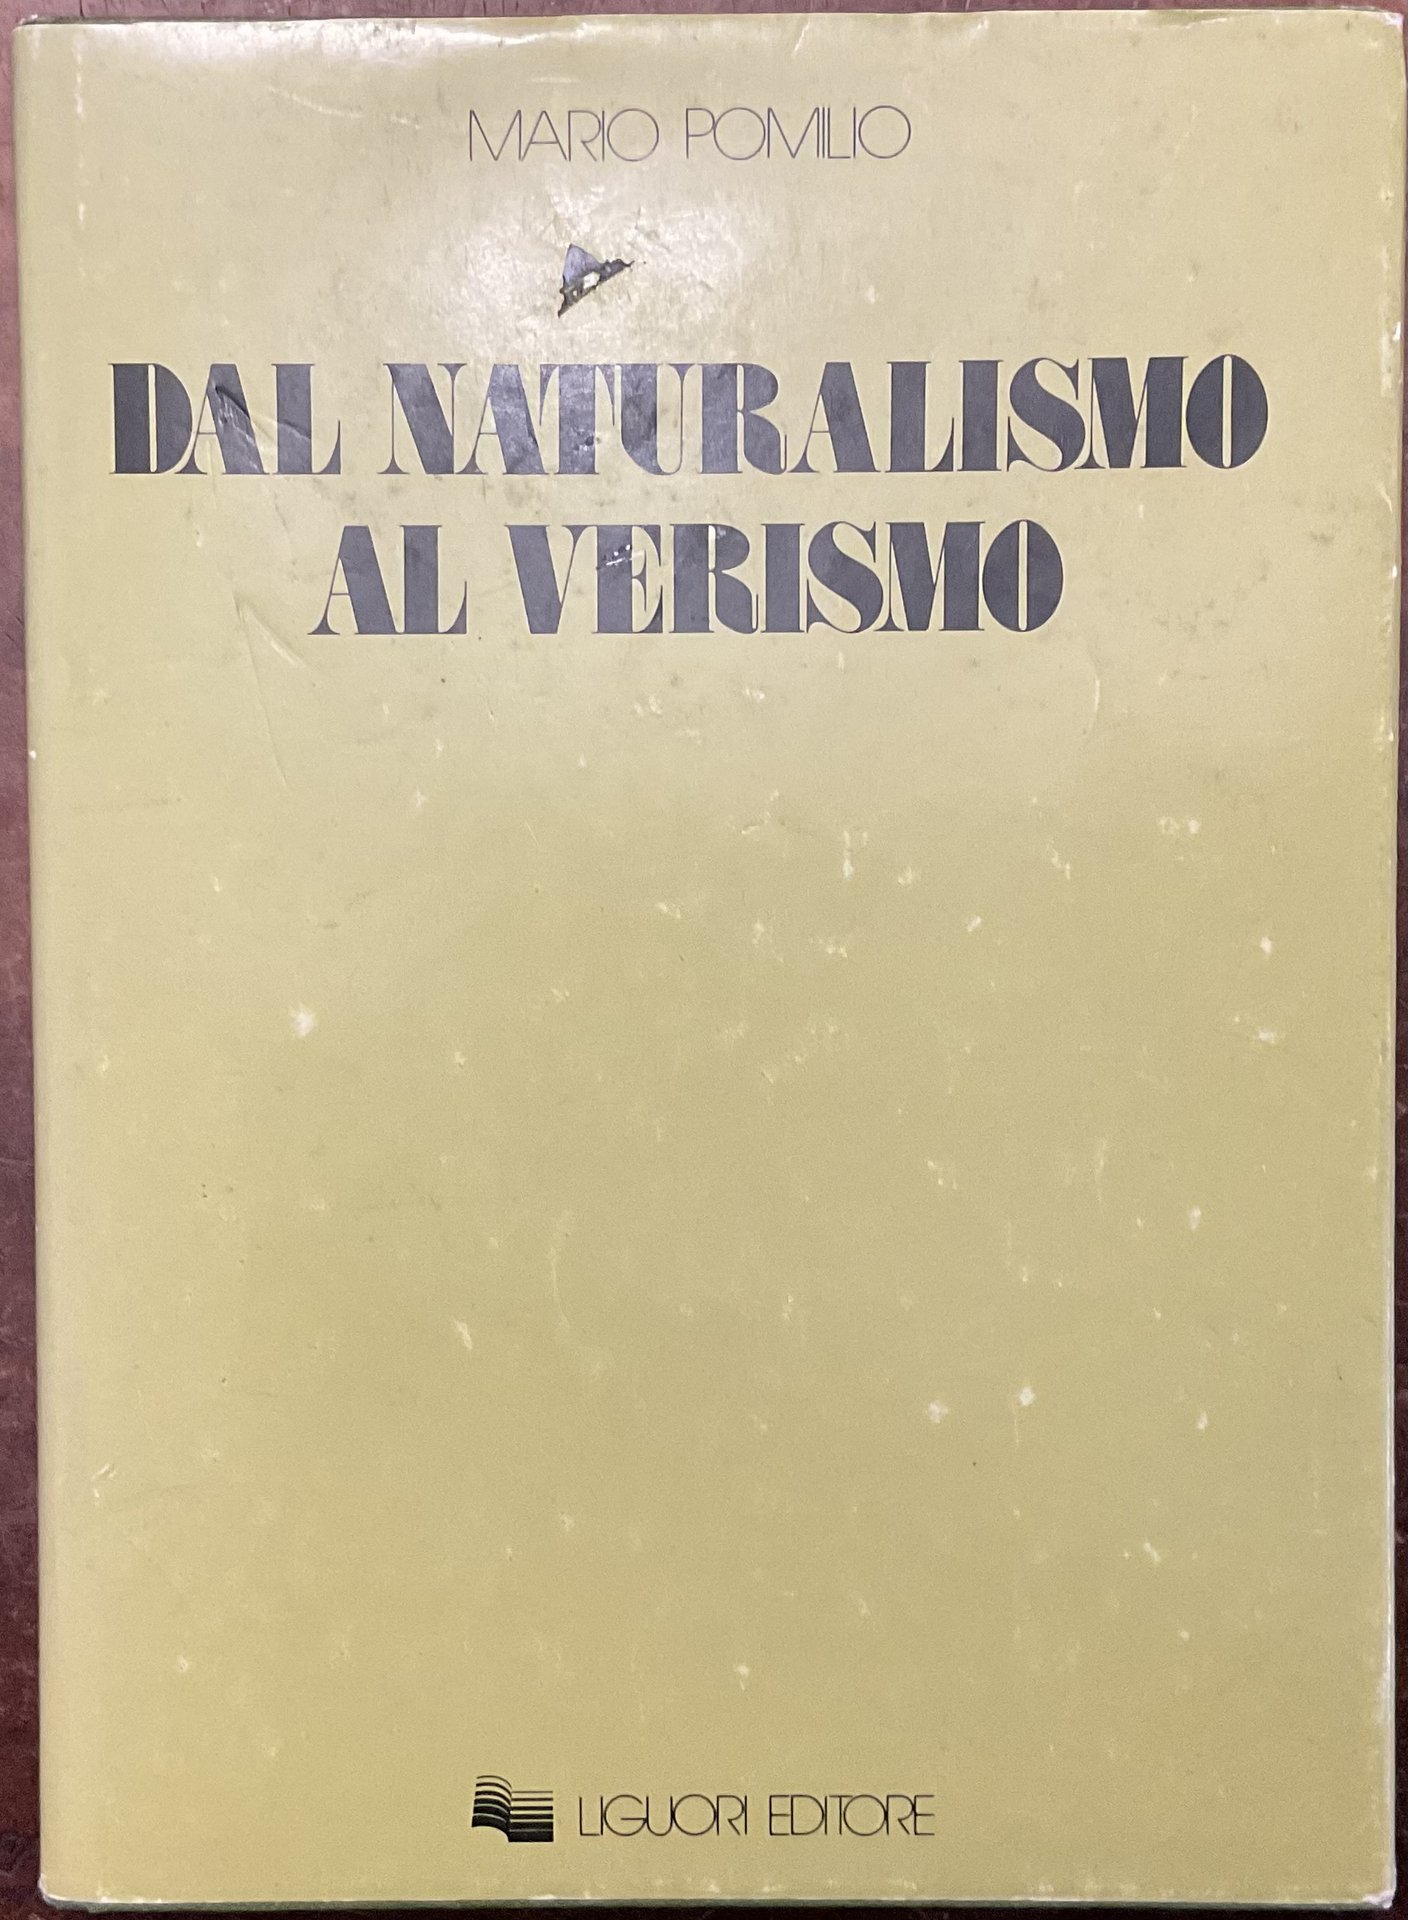 MARIO POMILIO
DAL NATURALISMO
AL VERISMO
LIGUORI EDITORE